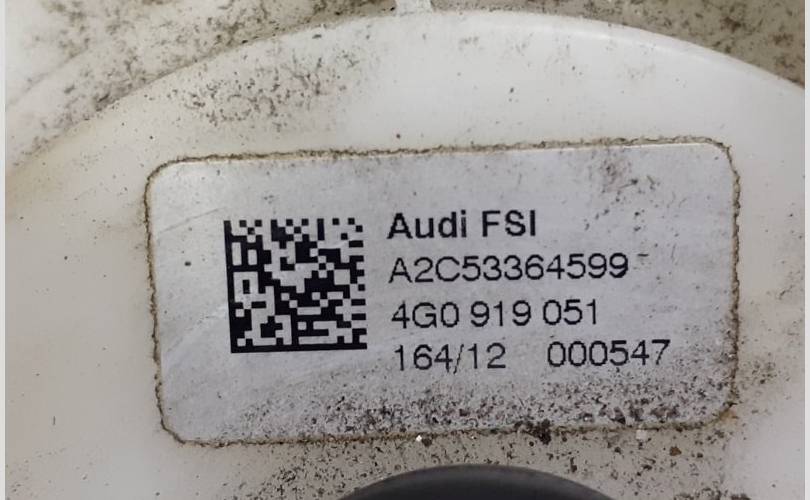 Audi FSI
A2C53364599
4G0 919 051
164/12 000547